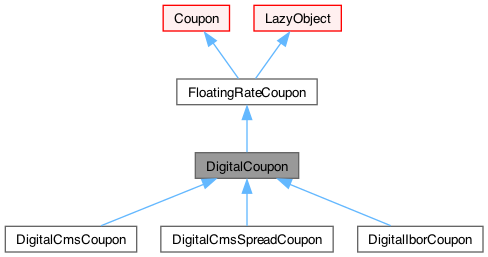 Coupon
LazyObject
FloatingRateCoupon
DigitalCoupon
DigitalCmsCoupon
DigitalCmsSpreadCoupon
DigitalIborCoupon